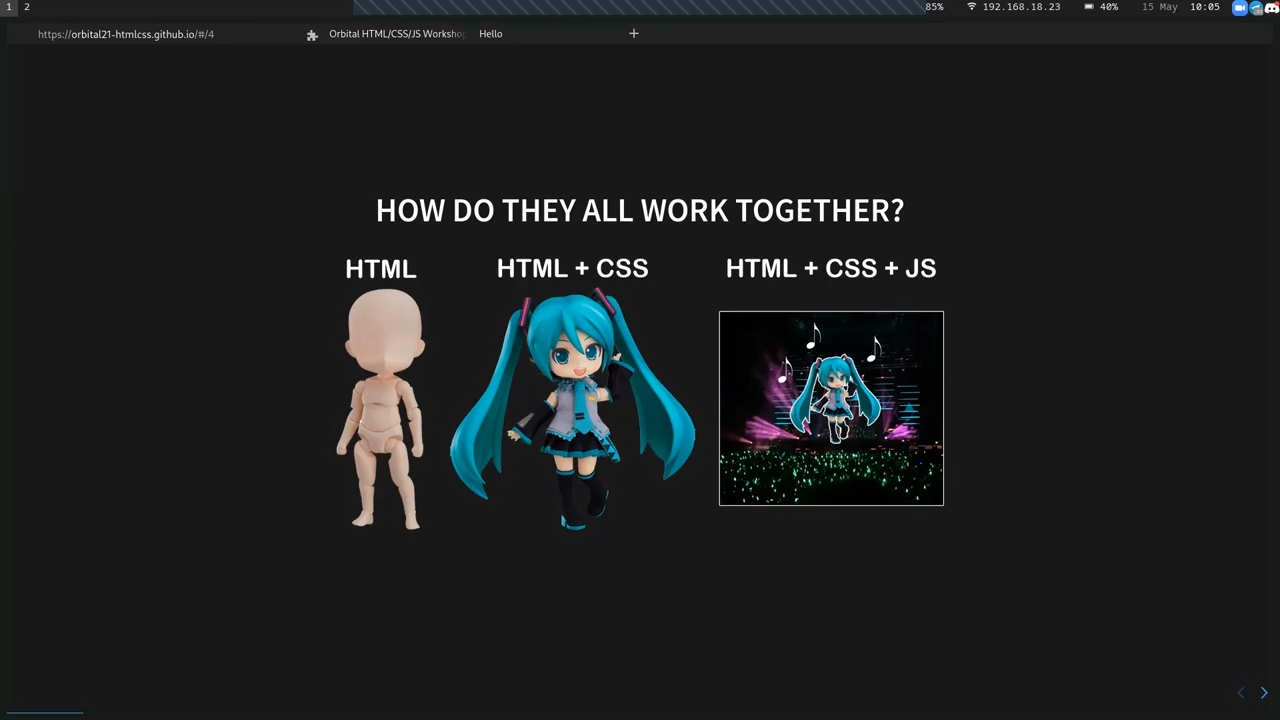 1 2 85% 192.168.18.23 40% 15 May 10:05
https://orbital21-htmlcss.github.io/#/4 Orbital HTML/CSS/JS Worksho Hello +
HOW DO THEY ALL WORK TOGETHER?
HTML HTML + CSS HTML + CSS + JS